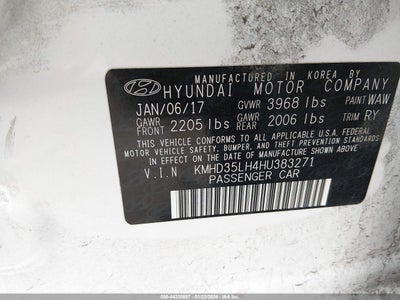 MANUFACTURED IN KOREA BY
HYUNDAI MOTOR COMPANY
JAN/06/17 GVWR 3968 lbs PAINT WAW
GAWR FRONT 2205 lbs GAWR REAR 2006 lbs TRIM RY
THIS VEHICLE CONFORMS TO ALL APPLICABLE U.S. FEDERAL
MOTOR VEHICLE SAFETY, BUMPER, AND THEFT PREVENTION
STANDARDS IN EFFECT ON THE DATE OF MANUFACTURE
SHOWN ABOVE.
V.I.N KMHD35LH4HU383271
PASSENGER CAR